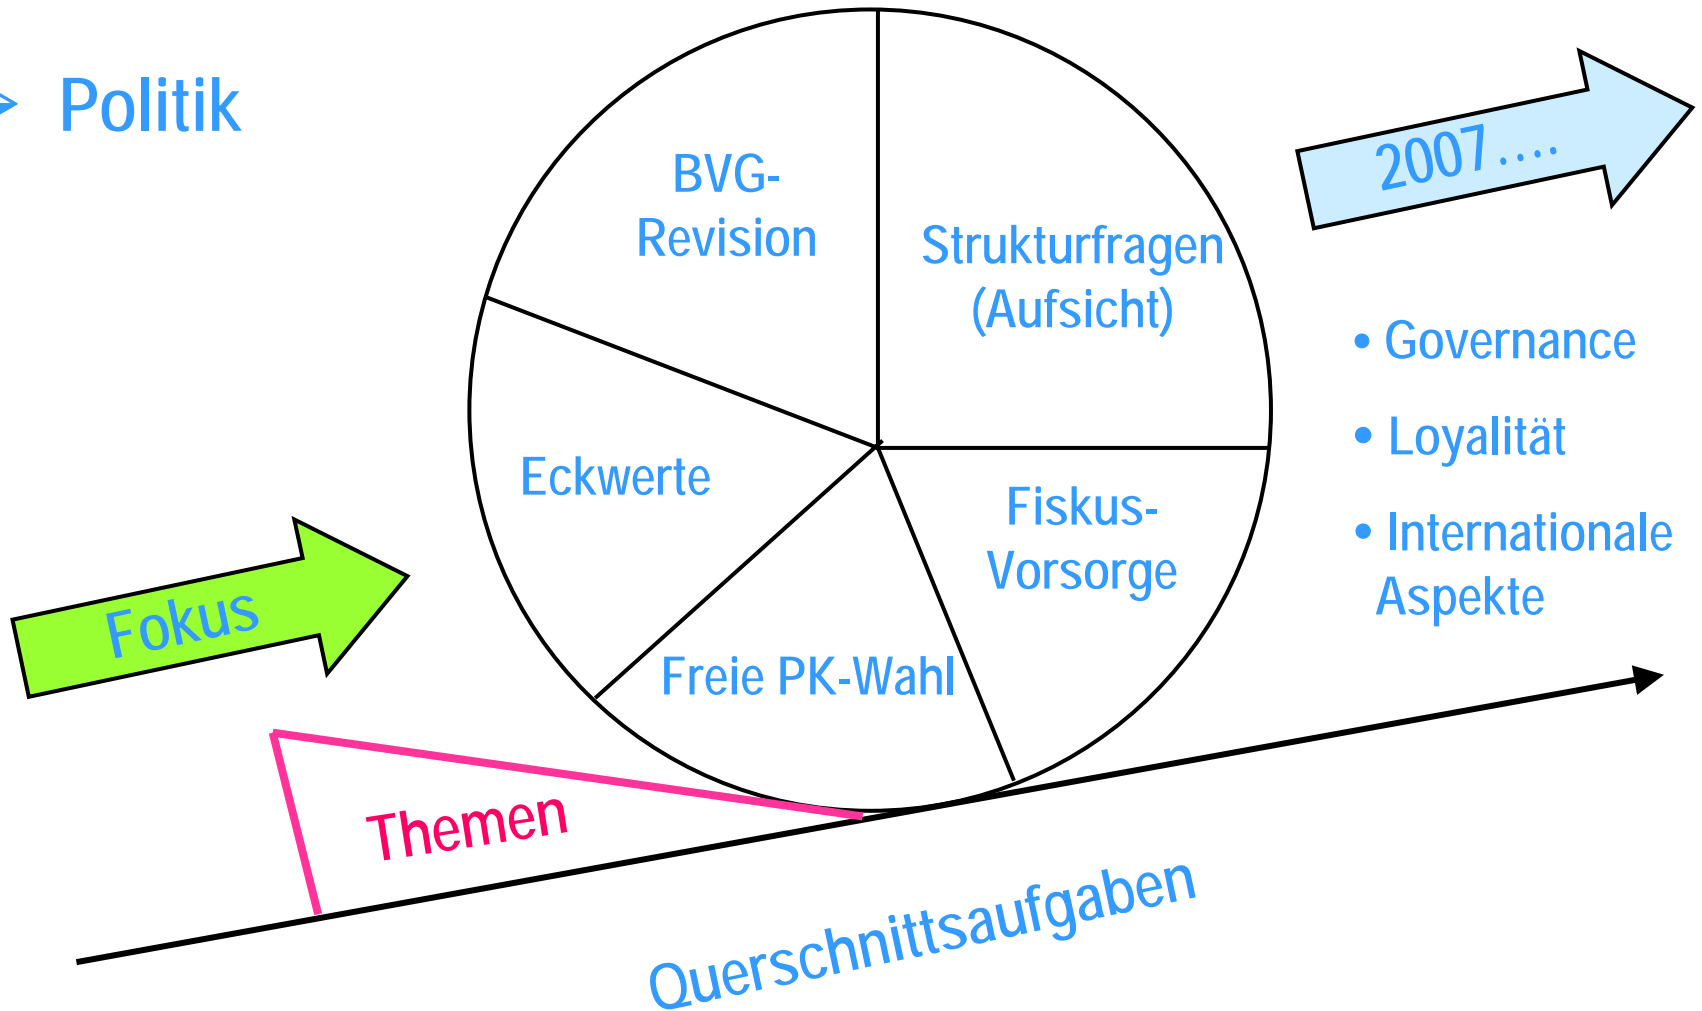 Politik
2007....
BVG-
Revision
Strukturfragen
(Aufsicht)
• Governance
• Loyalität
• Internationale
Aspekte
Eckwerte
Fiskus-
Vorsorge
Fokus
Freie PK-Wahl
Themen
Querschnittsaufgaben